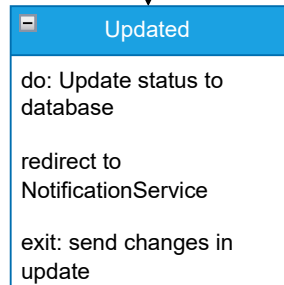 Updated
do: Update status to
database
redirect to
NotificationService
exit: send changes in
update